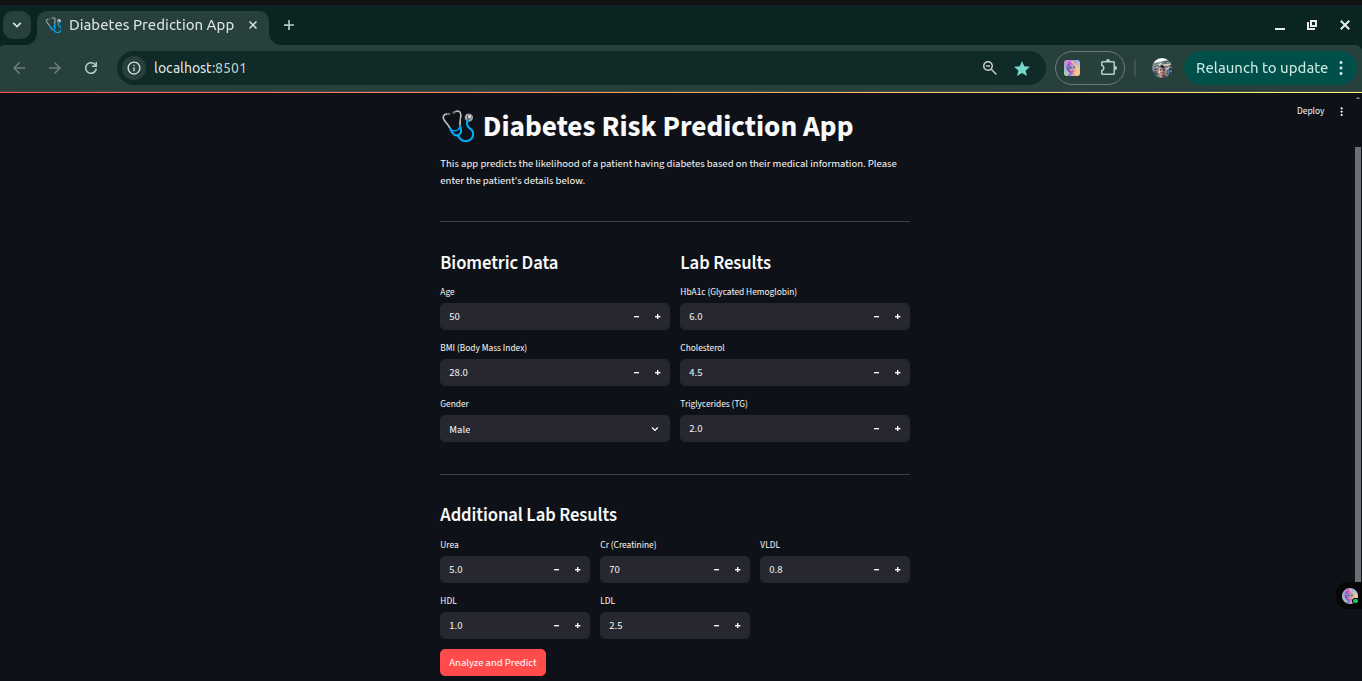 Diabetes Prediction App
localhost:8501
Relaunch to update
Deploy
Diabetes Risk Prediction App
This app predicts the likelihood of a patient having diabetes based on their medical information. Please
enter the patient's details below.
Biometric Data
Age
50
BMI (Body Mass Index)
28.0
Gender
Male
Lab Results
HbA1c (Glycated Hemoglobin)
6.0
Cholesterol
4.5
Triglycerides (TG)
2.0
Additional Lab Results
Urea
5.0
Cr (Creatinine)
70
VLDL
0.8
HDL
1.0
LDL
2.5
Analyze and Predict